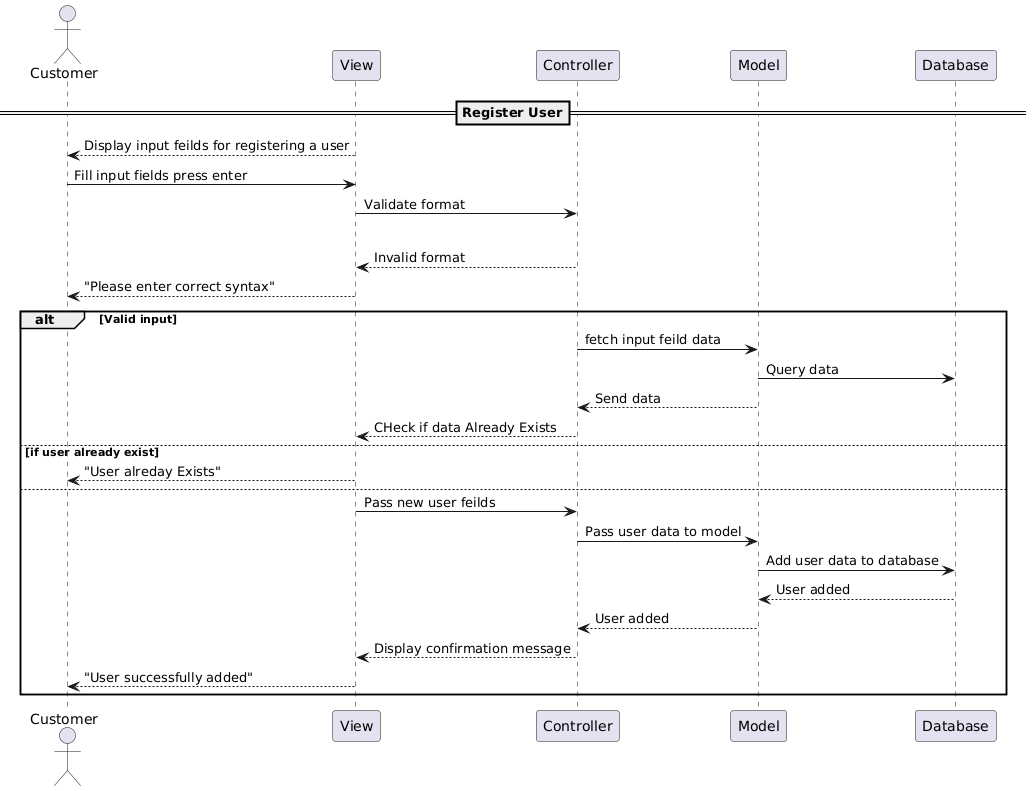 Customer
View
Controller
Model
Database
Register User
Display input feilds for registering a user
Fill input fields press enter
Validate format
Invalid format
"Please enter correct syntax"
alt [Valid input]
fetch input feild data
Query data
Send data
CHeck if data Already Exists
[if user already exist]
"User alreday Exists"
Pass new user feilds
Pass user data to model
Add user data to database
User added
User added
Display confirmation message
"User successfully added"
Customer
View
Controller
Model
Database